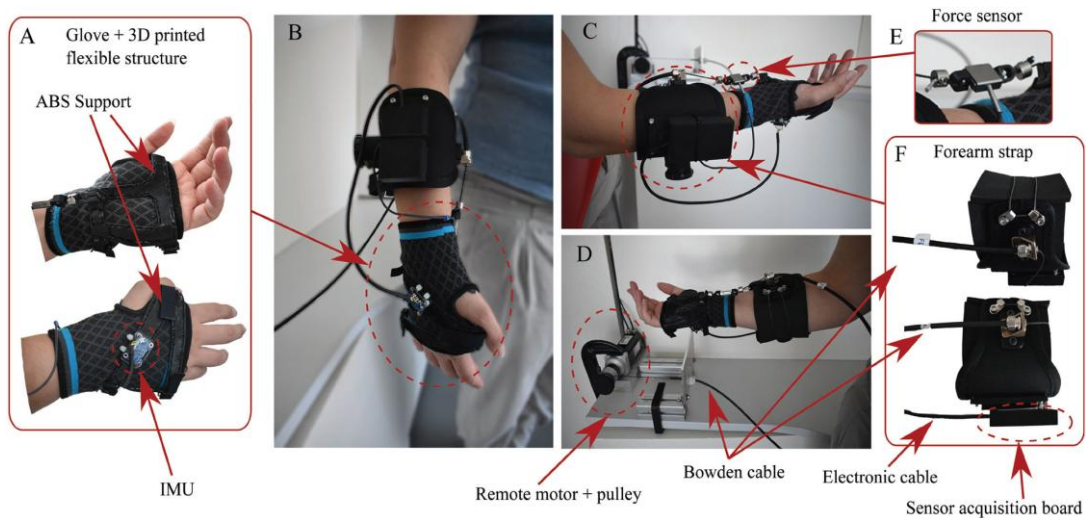 A
Glove + 3D printed
flexible structure
ABS Support
IMU
B
C
D
Force sensor
E
F
Forearm strap
Remote motor + pulley
Bowden cable
Electronic cable
Sensor acquisition board